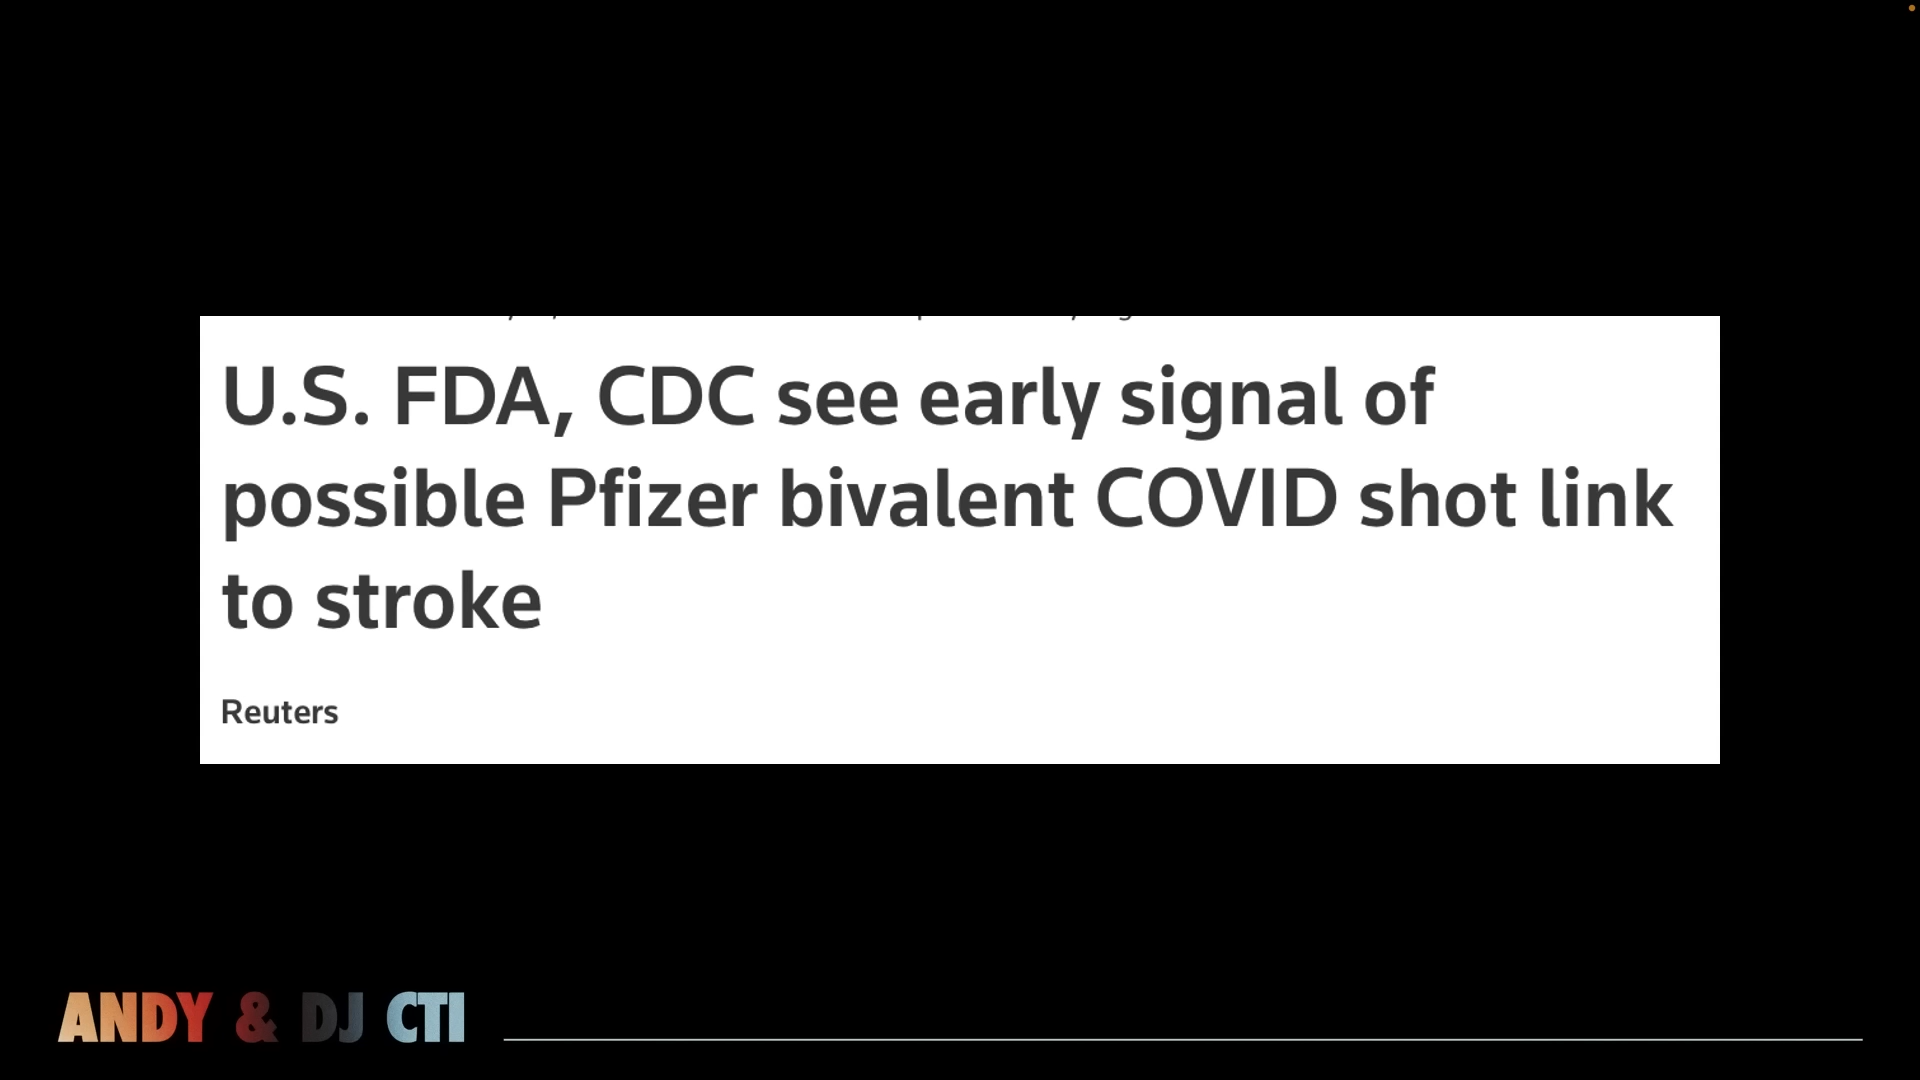 U.S. FDA, CDC see early signal of
possible Pfizer bivalent COVID shot link
to stroke
Reuters
ANDY & DJ CTI